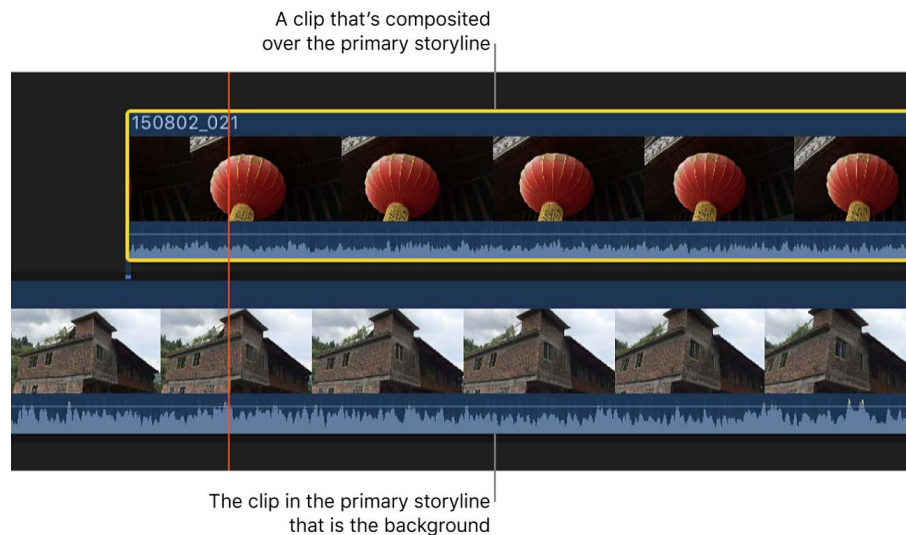 A clip that’s composited
over the primary storyline
150802_021
The clip in the primary storyline
that is the background